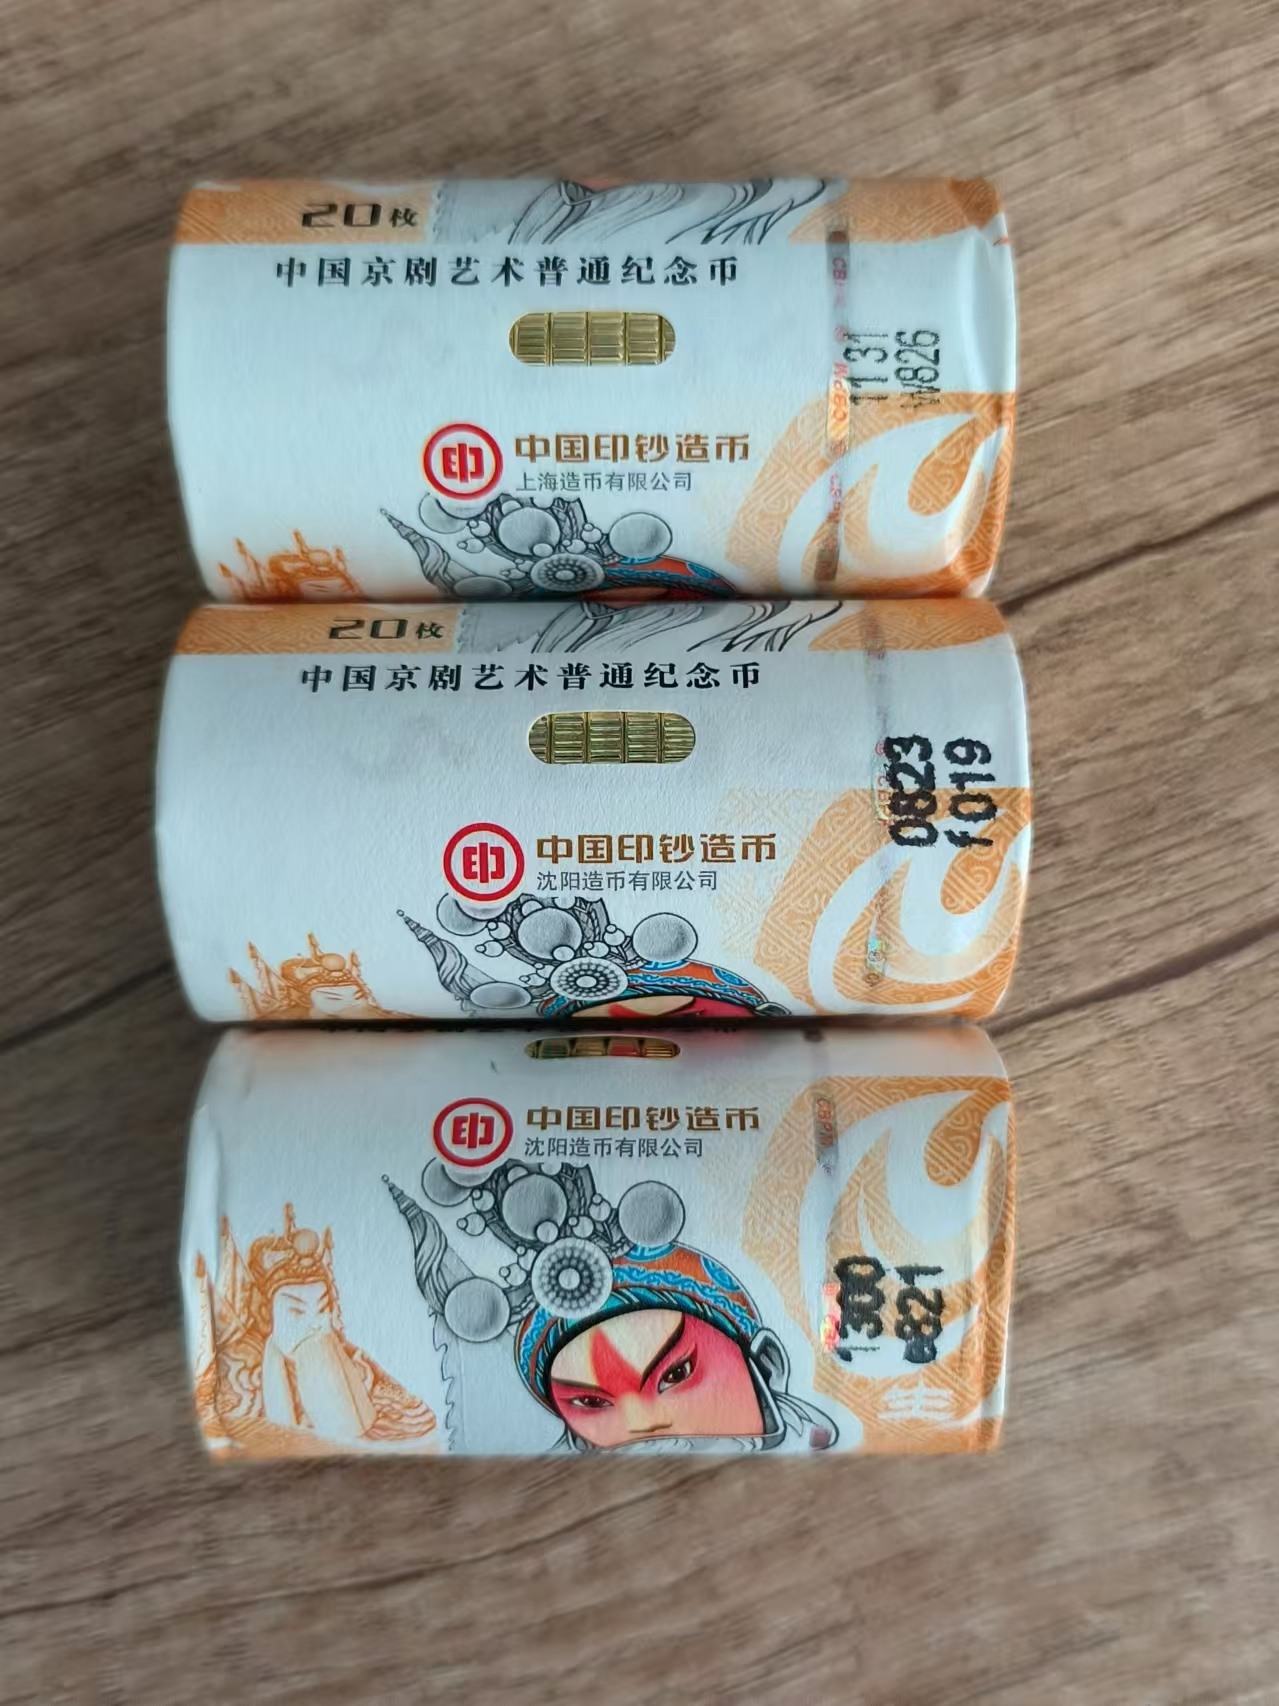 20枚
中国京剧艺术普通纪念币
中国印钞造币
上海造币有限公司
1131
W826
20枚
中国京剧艺术普通纪念币
中国印钞造币
沈阳造币有限公司
0823
f019
中国印钞造币
沈阳造币有限公司
1300
e821